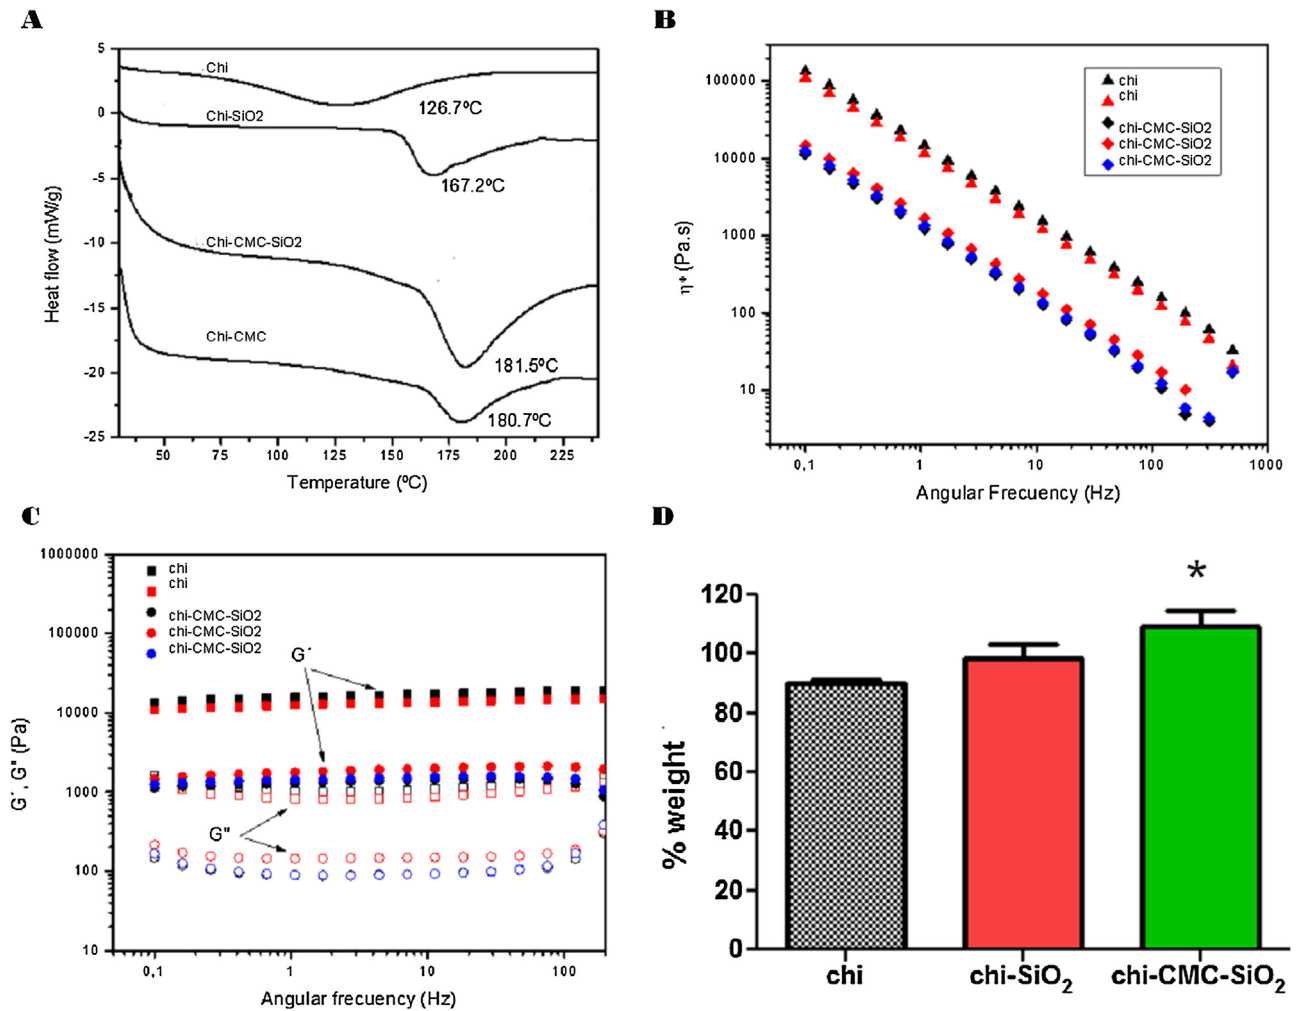 A
5
0
-5
-10
-15
-20
-25
Heat flow (mW/g)
Chi
126.7ºC
Chi-SiO2
167.2ºC
Chi-CMC-SiO2
181.5ºC
Chi-CMC
180.7ºC
50 75 100 125 150 175 200 225
Temperature (ºC)
B
100000
10000
1000
100
10
η* (Pa.s)
chi
chi
chi-CMC-SiO2
chi-CMC-SiO2
chi-CMC-SiO2
0,1 1 10 100 1000
Angular Frecuency (Hz)
C
1000000
100000
10000
1000
100
10
G´, G" (Pa)
chi
chi
chi-CMC-SiO2
chi-CMC-SiO2
chi-CMC-SiO2
G´
G"
0,1 1 10 100
Angular frecuency (Hz)
D
*
120
100
80
60
40
20
0
% weight
chi chi-SiO₂ chi-CMC-SiO₂